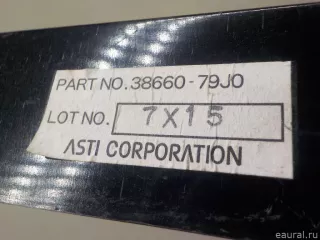 PART NO.38660-79J0
LOT NO. 7X15
ASTI CORPORATION
eaural.ru